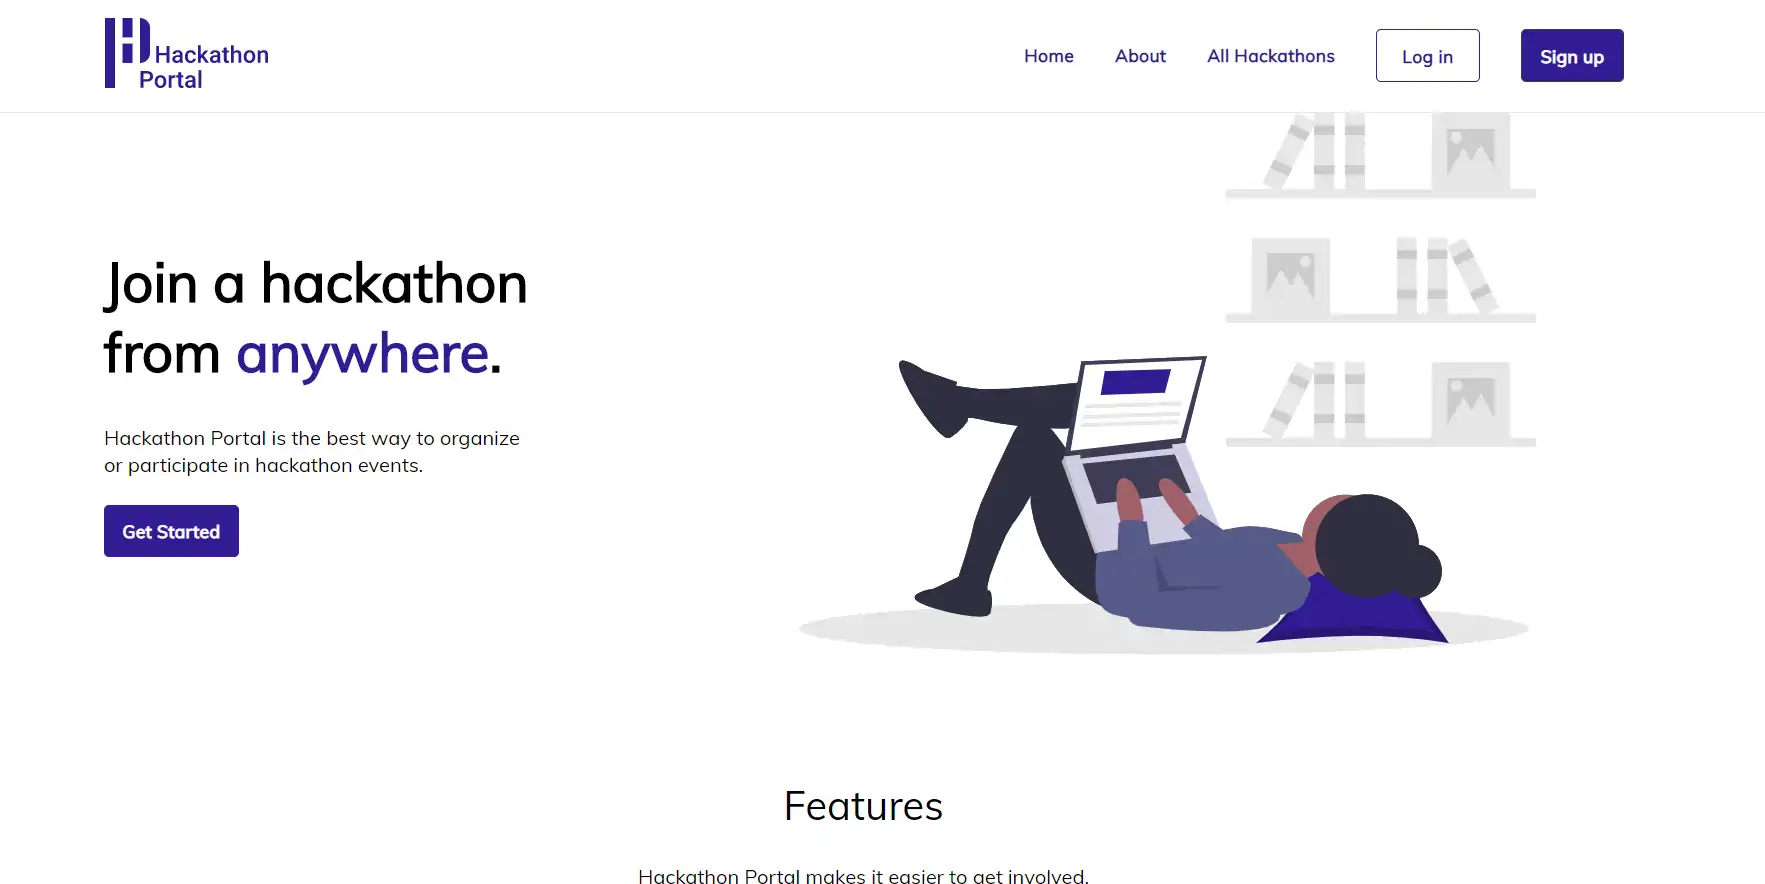 Hackathon
Portal
Home
About
All Hackathons
Log in
Sign up
Join a hackathon
from anywhere.
Hackathon Portal is the best way to organize
or participate in hackathon events.
Get Started
Features
Hackathon Portal makes it easier to get involved.